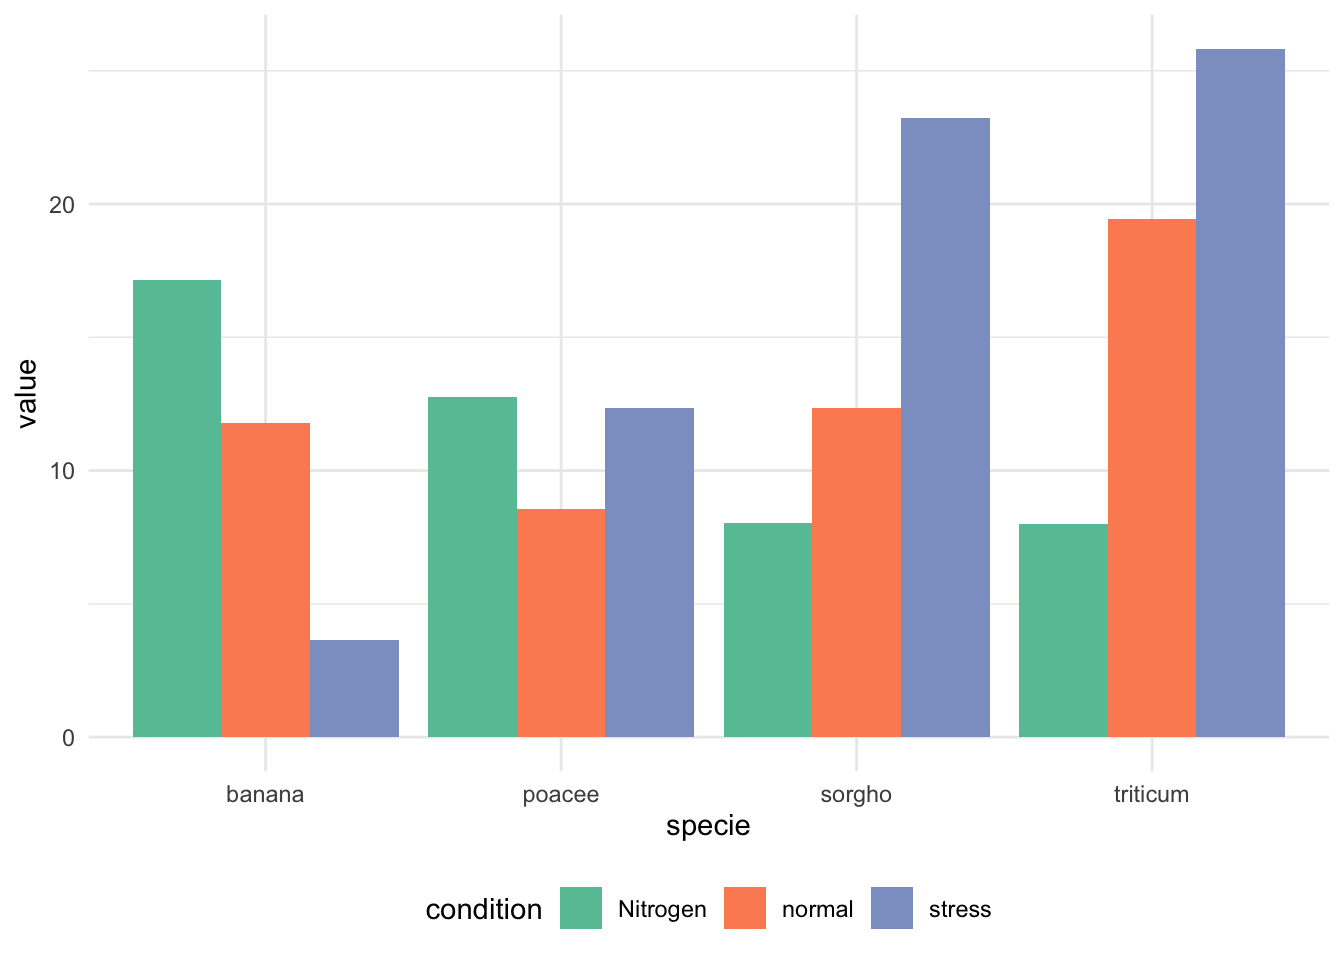 20
10
0
value
banana poacee sorgho triticum
specie
condition Nitrogen normal stress